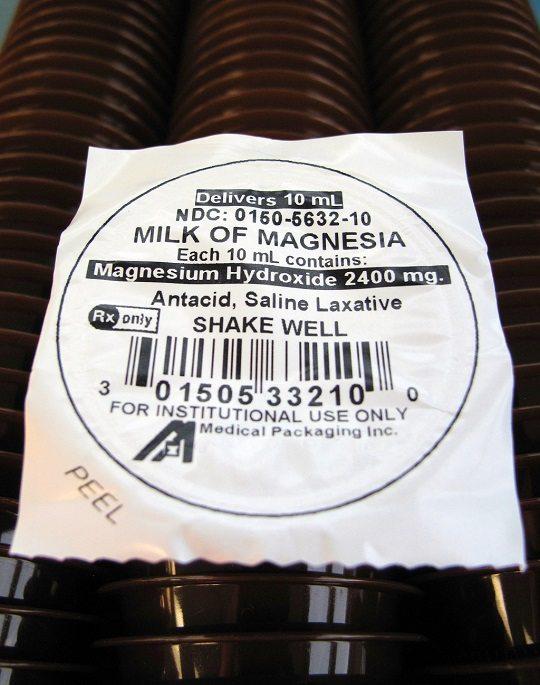 Delivers 10 mL
NDC: 0150-5632-10
MILK OF MAGNESIA
Each 10 mL contains:
Magnesium Hydroxide 2400 mg.
Antacid, Saline Laxative
Rx only
SHAKE WELL
3 01505 33210 0
FOR INSTITUTIONAL USE ONLY
Medical Packaging Inc.
PEEL